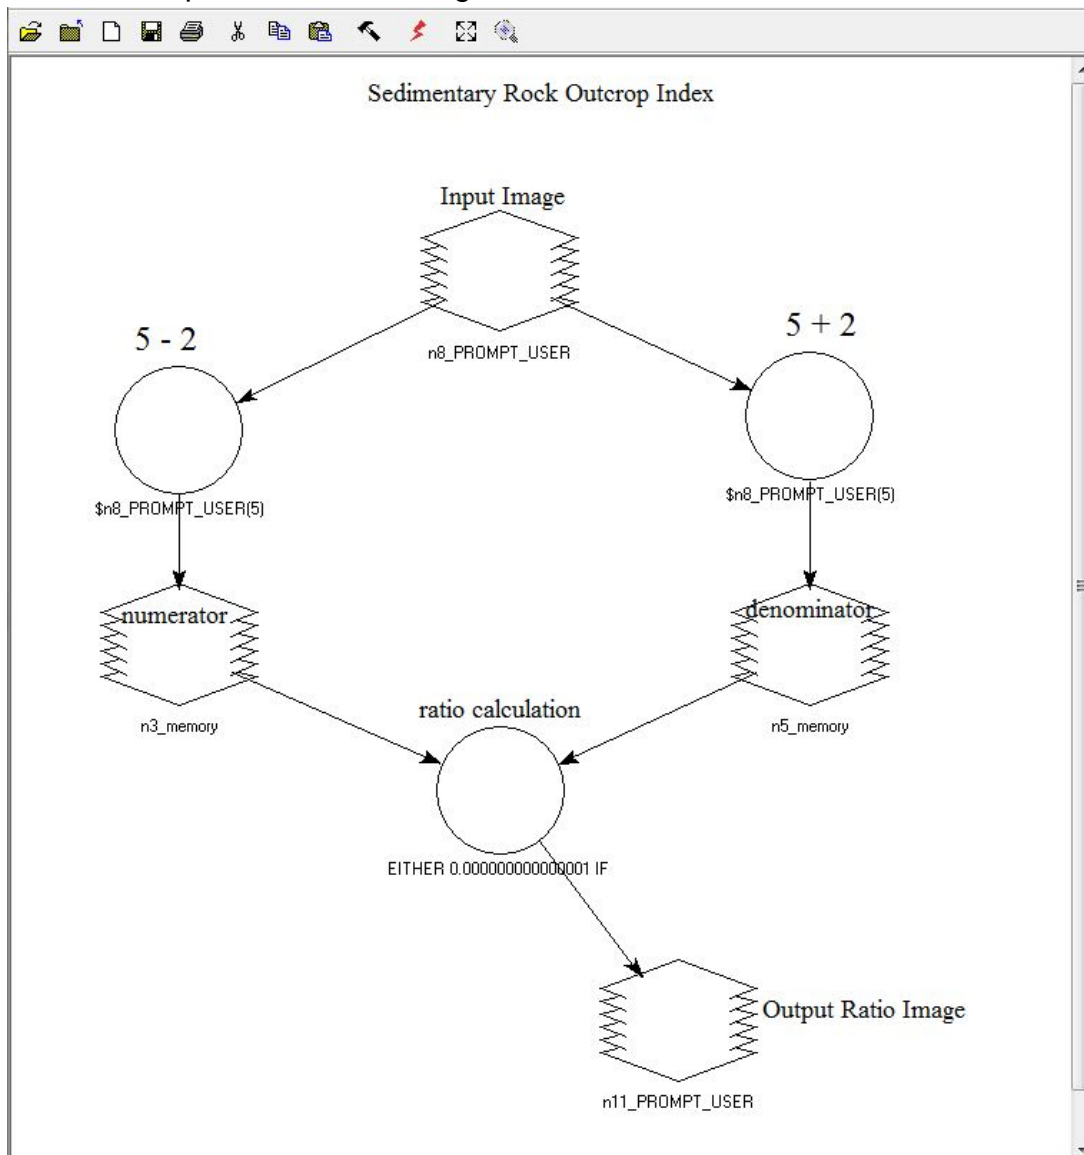 Sedimentary Rock Outcrop Index
Input Image
n8_PROMPT_USER
5 - 2
5 + 2
$n8_PROMPT_USER(5)
$n8_PROMPT_USER(5)
numerator
denominator
n3_memory
n5_memory
ratio calculation
EITHER 0.000000000000001 IF
Output Ratio Image
n11_PROMPT_USER